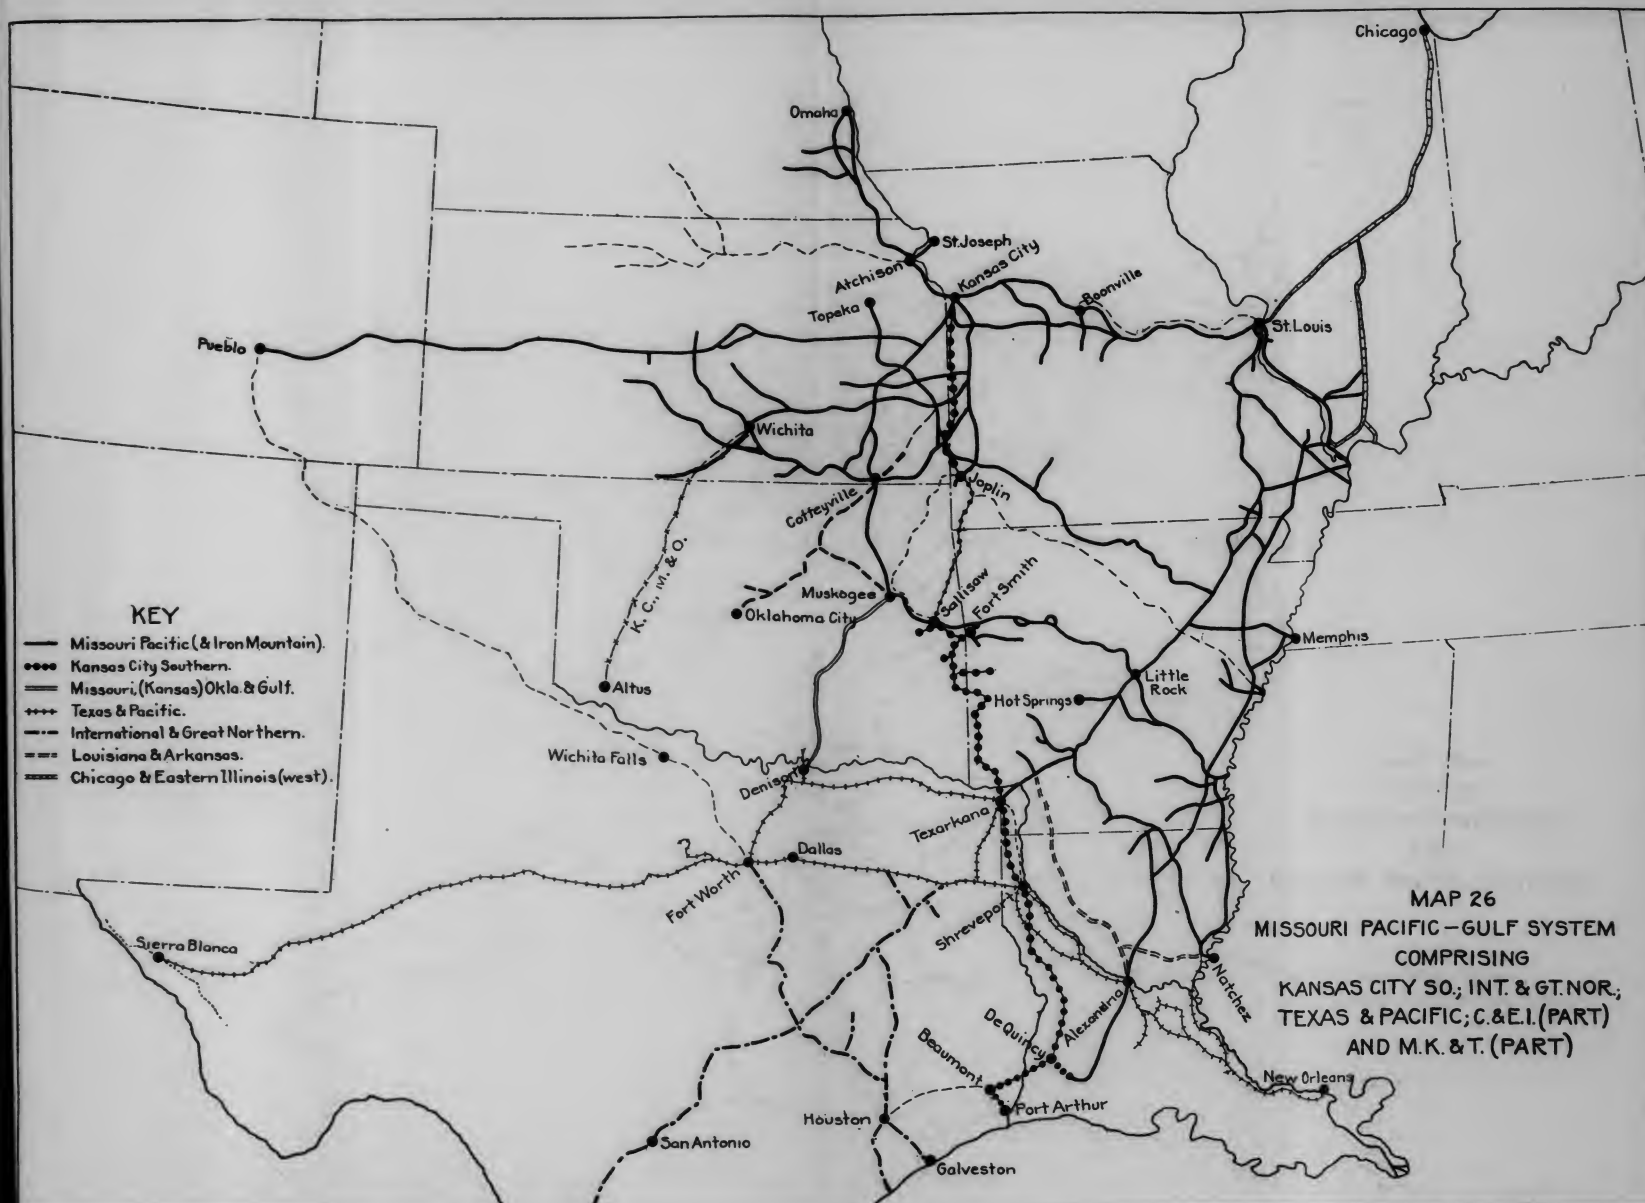 Chicago
Omaha
St.Joseph
Atchison
Kansas City
Topeka
Boonville
St.Louis
Pueblo
Wichita
Joplin
Coffeyville
K. C., M. & O.
Muskogee
Sallisaw
Fort Smith
Oklahoma City
Memphis
KEY
Missouri Pacific (& Iron Mountain).
Kansas City Southern.
Missouri, (Kansas) Okla. & Gulf.
Texas & Pacific.
International & Great Northern.
Louisiana & Arkansas.
Chicago & Eastern Illinois (west).
Altus
Hot Springs
Little
Rock
Wichita Falls
Denison
Texarkana
Dallas
Fort Worth
Shreveport
Sierra Blanca
Natchez
Alexandria
De Quincy
Beaumont
New Orleans
Port Arthur
Houston
San Antonio
Galveston
?
MAP 26
MISSOURI PACIFIC-GULF SYSTEM
COMPRISING
KANSAS CITY SO.; INT. & GT. NOR.;
TEXAS & PACIFIC; C.& E.I. (PART)
AND M.K. & T. (PART)